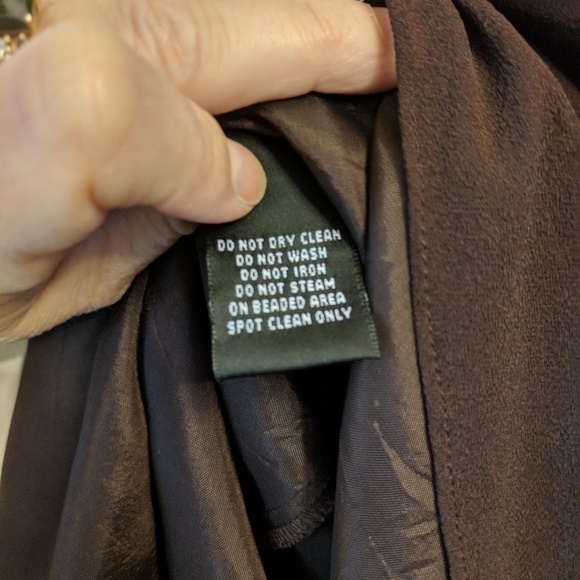 DO NOT DRY CLEAN
DO NOT WASH
DO NOT IRON
DO NOT STEAM
ON BEADED AREA
SPOT CLEAN ONLY